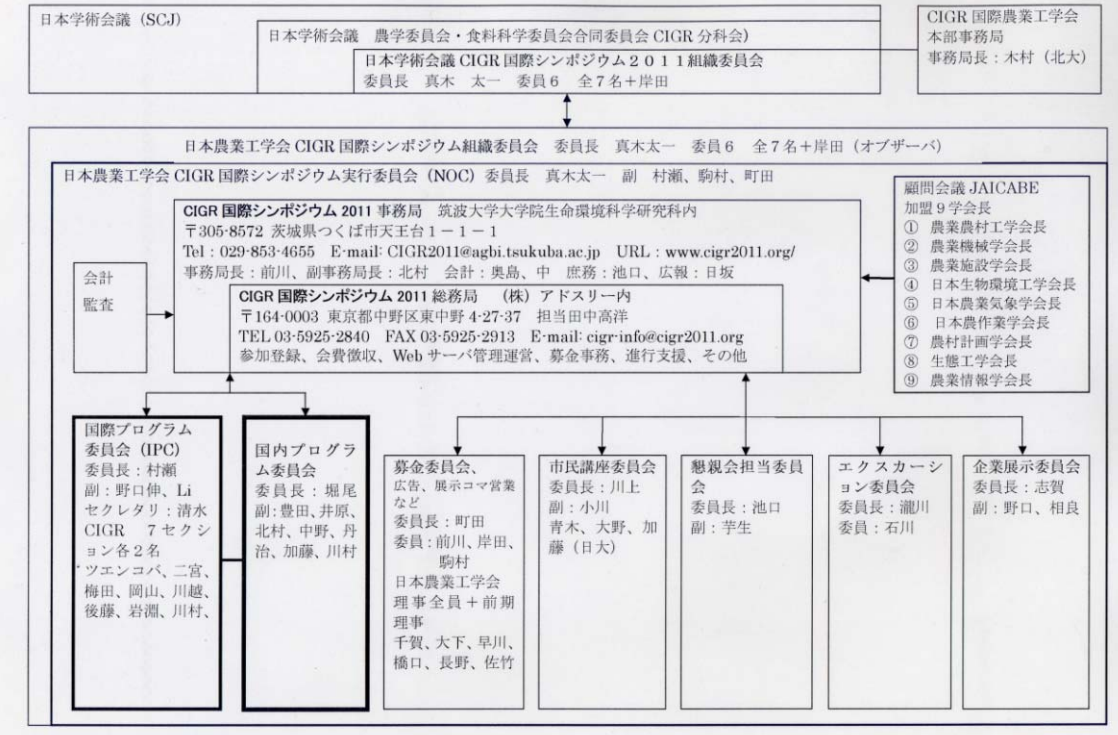 日本学術会議（SCJ）
日本学術会議　農学委員会・食料科学委員会合同委員会 CIGR 分科会）
日本学術会議 CIGR 国際シンポジウム２０１１組織委員会
委員長　真木　太一　委員６　全７名＋岸田
CIGR 国際農業工学会
本部事務局
事務局長：木村（北大）
日本農業工学会 CIGR 国際シンポジウム組織委員会　委員長　真木太一　委員６　全７名＋岸田（オブザーバ）
日本農業工学会 CIGR 国際シンポジウム実行委員会（NOC）委員長　真木太一　副　村瀬、駒村、町田
CIGR 国際シンポジウム 2011 事務局　筑波大学大学院生命環境科学研究科内
〒305-8572 茨城県つくば市天王台１－１－１
Tel：029-853-4655　E-mail: CIGR2011@agbi.tsukuba.ac.jp　URL：www.cigr2011.org/
事務局長：前川、副事務局長：北村　会計：奥島、中　庶務：池口、広報：日坂
CIGR 国際シンポジウム 2011 総務局　（株）アドスリー内
〒164-0003 東京都中野区東中野 4-27-37　担当田中高洋
TEL 03-5925-2840　FAX 03-5925-2913　E-mail: cigr-info@cigr2011.org
参加登録、会費徴収、Web サーバ管理運営、募金事務、進行支援、その他
会計
監査
顧問会議 JAICABE
加盟９学会長
①　農業農村工学会長
②　農業機械学会長
③　農業施設学会長
④　日本生物環境工学会長
⑤　日本農業気象学会長
⑥　日本農作業学会長
⑦　農村計画学会長
⑧　生態工学会長
⑨　農業情報学会長
国際プログラム
委員会（IPC）
委員長：村瀬
副：野口伸、Li
セクレタリ：清水
CIGR　７セクシ
ョン各２名
ツエンコバ、二宮、
梅田、岡山、川越、
後藤、岩淵、川村、
国内プログラ
ム委員会
委員長：堀尾
副：豊田、井原、
北村、中野、丹
治、加藤、川村
募金委員会、
広告、展示コマ営業
など
委員長：町田
委員：前川、岸田、
駒村
日本農業工学会
理事全員＋前期
理事
千賀、大下、早川、
橋口、長野、佐竹
市民講座委員会
委員長：川上
副：小川
青木、大野、加
藤（日大）
懇親会担当委員
会
委員長：池口
副：芋生
エクスカーシ
ョン委員会
委員長：瀧川
委員：石川
企業展示委員会
委員長：志賀
副：野口、相良